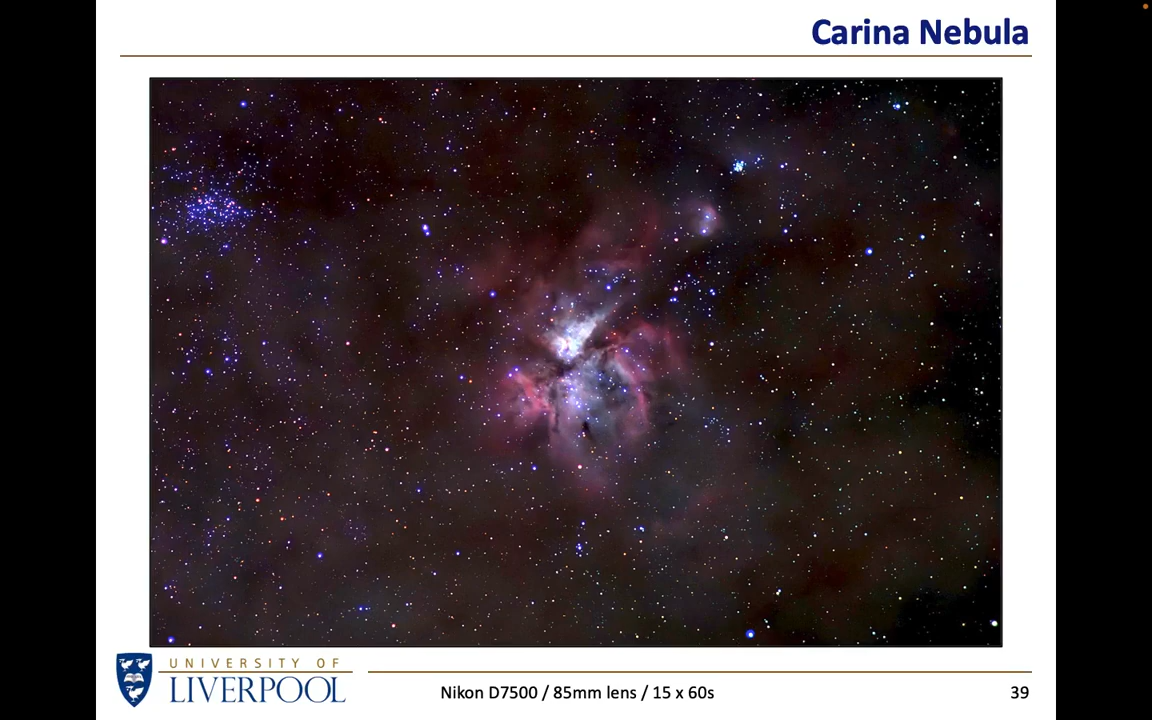 Carina Nebula
UNIVERSITY OF
LIVERPOOL
Nikon D7500 / 85mm lens / 15 x 60s
39